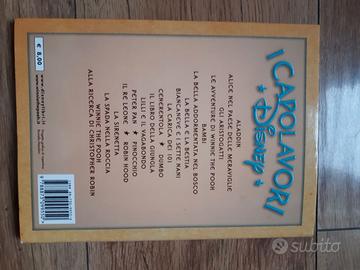 I CAPOLAVORI
DISNEP
ALADDIN
ALICE NEL PAESE DELLE MERAVIGLIE
GLI ARISTOGATTI
LE AVVENTURE DI WINNIE THE POOH
BAMBI
LA BELLA ADDORMENTATA NEL BOSCO
LA BELLA E LA BESTIA
BIANCANEVE E I SETTE NANI
LA CARICA DEI 101
CENERENTOLA ★ DUMBO
IL LIBRO DELLA GIUNGLA
LILLI E IL VAGABONDO
PETER PAN ★ PINOCCHIO
IL RE LEONE ★ ROBIN HOOD
LA SIRENETTA
LA SPADA NELLA ROCCIA
WINNIE THE POOH
ALLA RICERCA DI CHRISTOPHER ROBIN
€ 8,00
subito